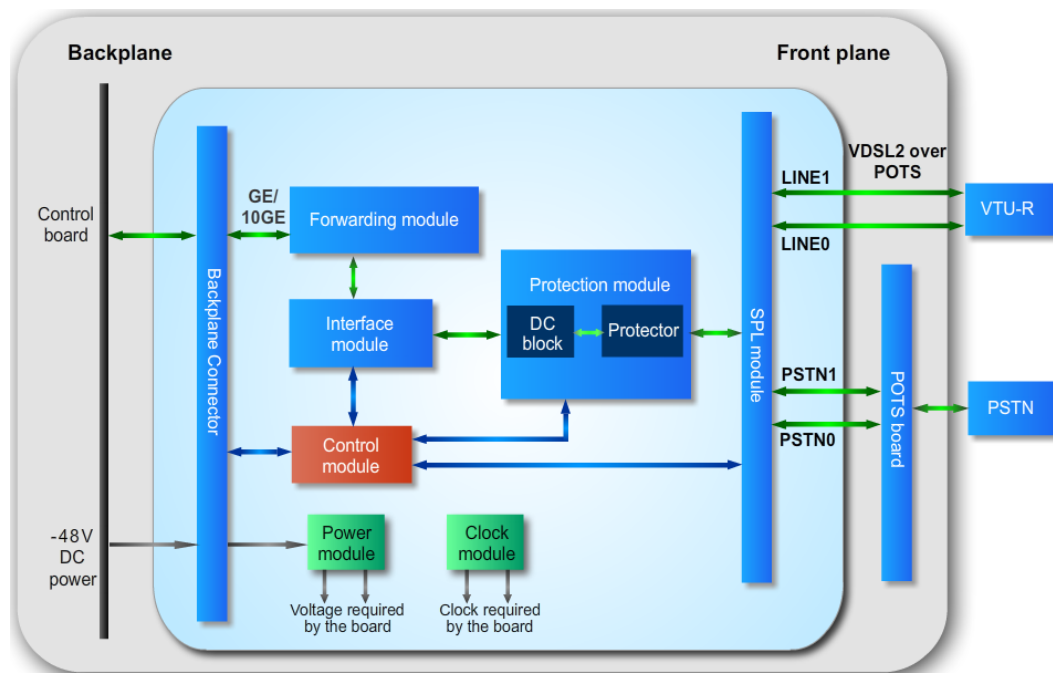 Backplane
Front plane
VDSL2 over
POTS
LINE1
GE/
10GE
Forwarding module
VTU-R
Control
board
LINE0
Backplane Connector
Protection module
SPL module
Interface
module
DC
block
Protector
PSTN1
POTS board
PSTN
PSTN0
Control
module
-48V
DC
power
Power
module
Clock
module
Voltage required
by the board
Clock required
by the board